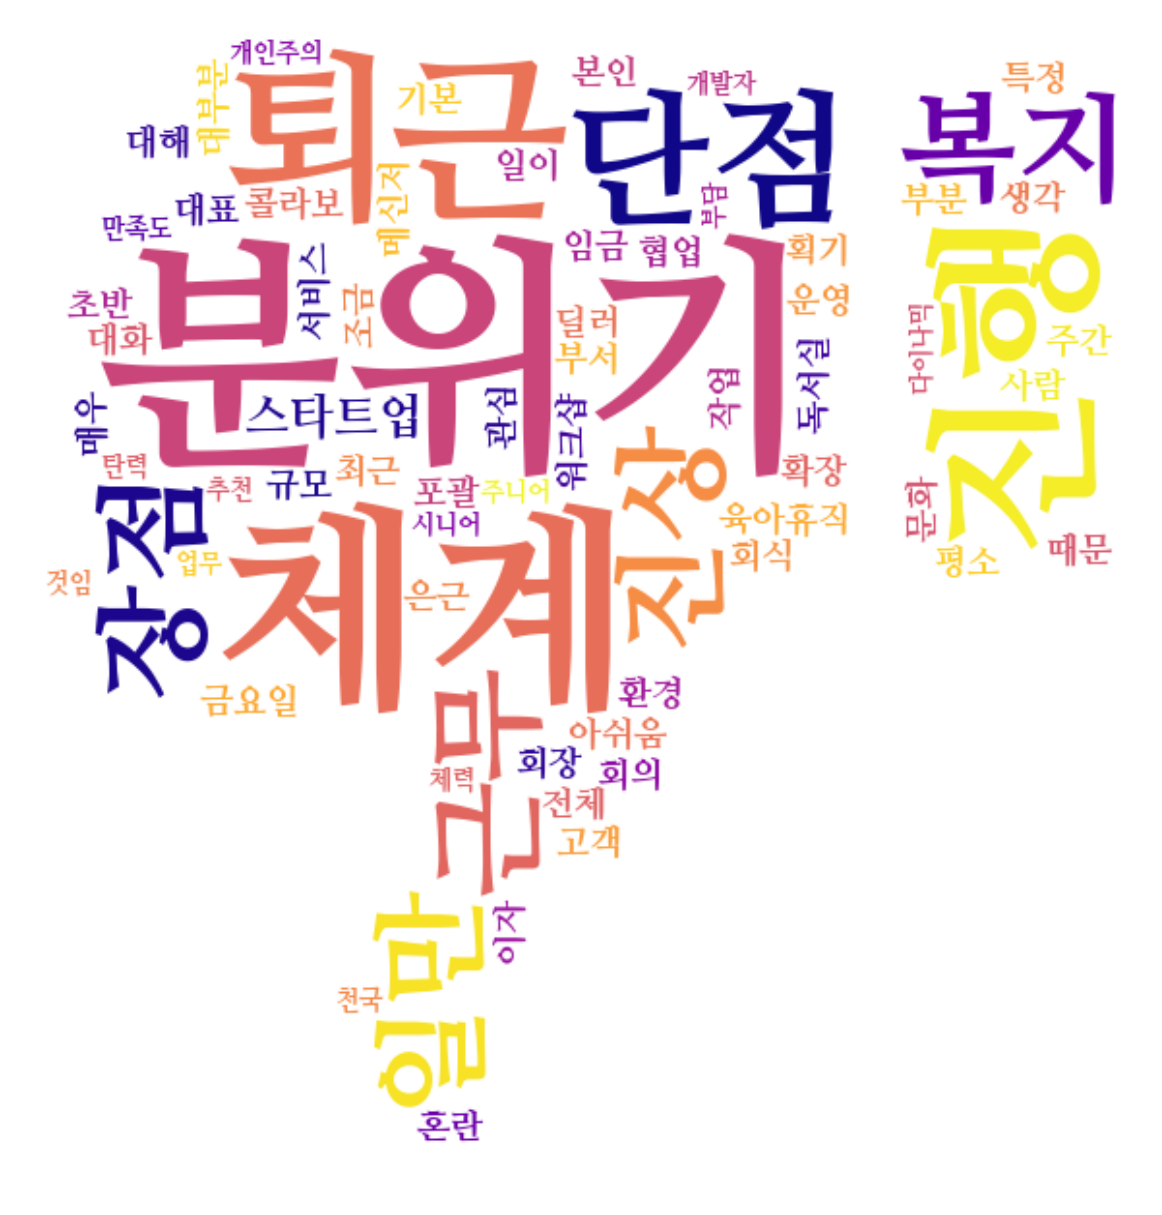 개인주의
퇴근
본인
개발자
특정
대부분
기본
단점
복지
대해
일이
메신저
부담
부분
생각
대표
콜라보
만족도
분위기
임금
협업
획기
진행
서비스
초반
조금
운영
딜러
대화
부서
다이나믹
주간
작업
독서실
사람
매우
스타트업
관심
워크샵
탄력
추천
규모
최근
포괄
주니어
진상
확장
장점
시니어
육아휴직
문화
체계
업무
회식
평소
때문
것임
은근
금요일
근무
환경
아쉬움
체력
회장
회의
전체
고객
일만
이자
천국
혼란